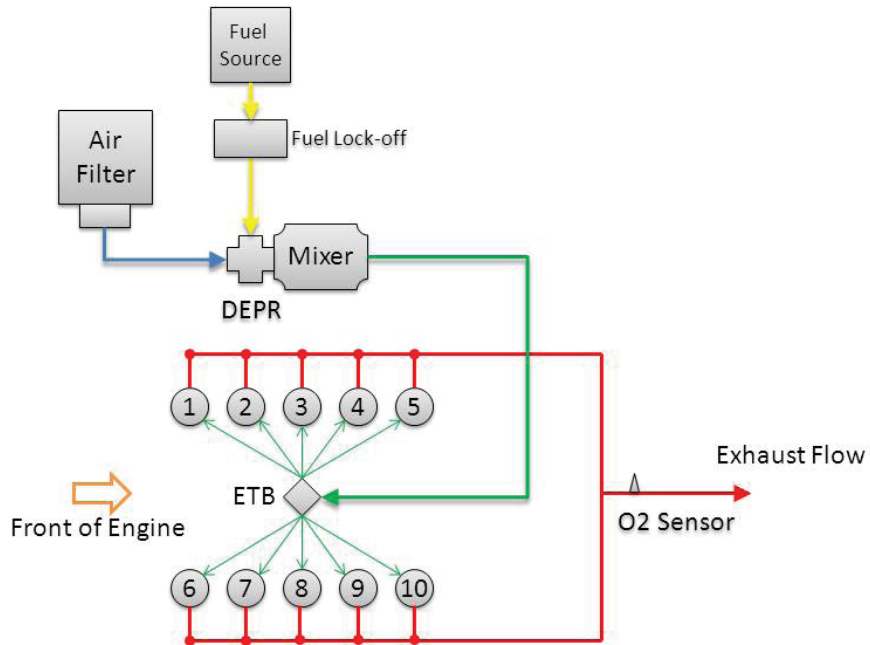 Fuel
Source
Air
Filter
Fuel Lock-off
Mixer
DEPR
1 2 3 4 5
ETB
Exhaust Flow
O2 Sensor
Front of Engine
6 7 8 9 10